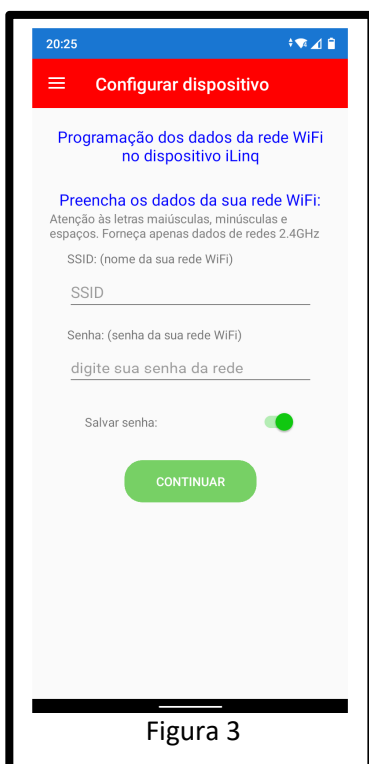 20:25
Configurar dispositivo
Programação dos dados da rede WiFi
no dispositivo iLinq
Preencha os dados da sua rede WiFi:
Atenção às letras maiúsculas, minúsculas e
espaços. Forneça apenas dados de redes 2.4GHz
SSID: (nome da sua rede WiFi)
SSID
Senha: (senha da sua rede WiFi)
digite sua senha da rede
Salvar senha:
CONTINUAR
Figura 3